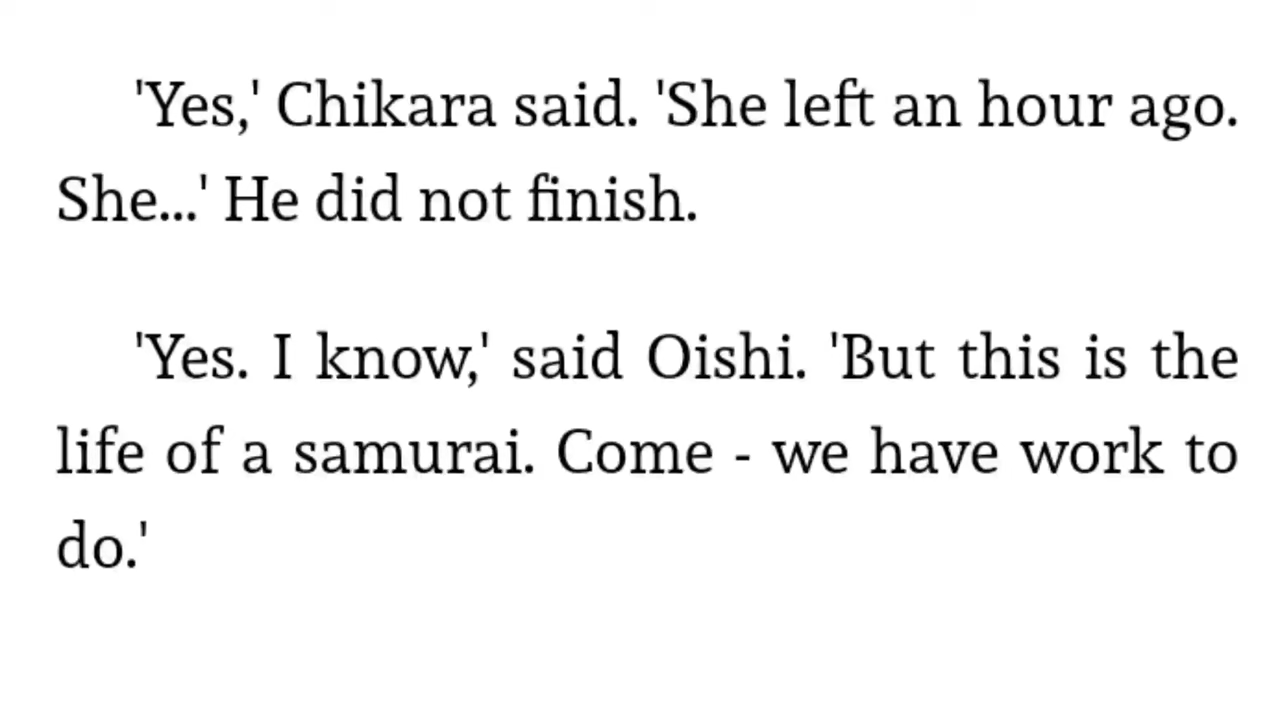 'Yes,' Chikara said. 'She left an hour ago.
She...' He did not finish.
'Yes. I know,' said Oishi. 'But this is the
life of a samurai. Come - we have work to
do.'